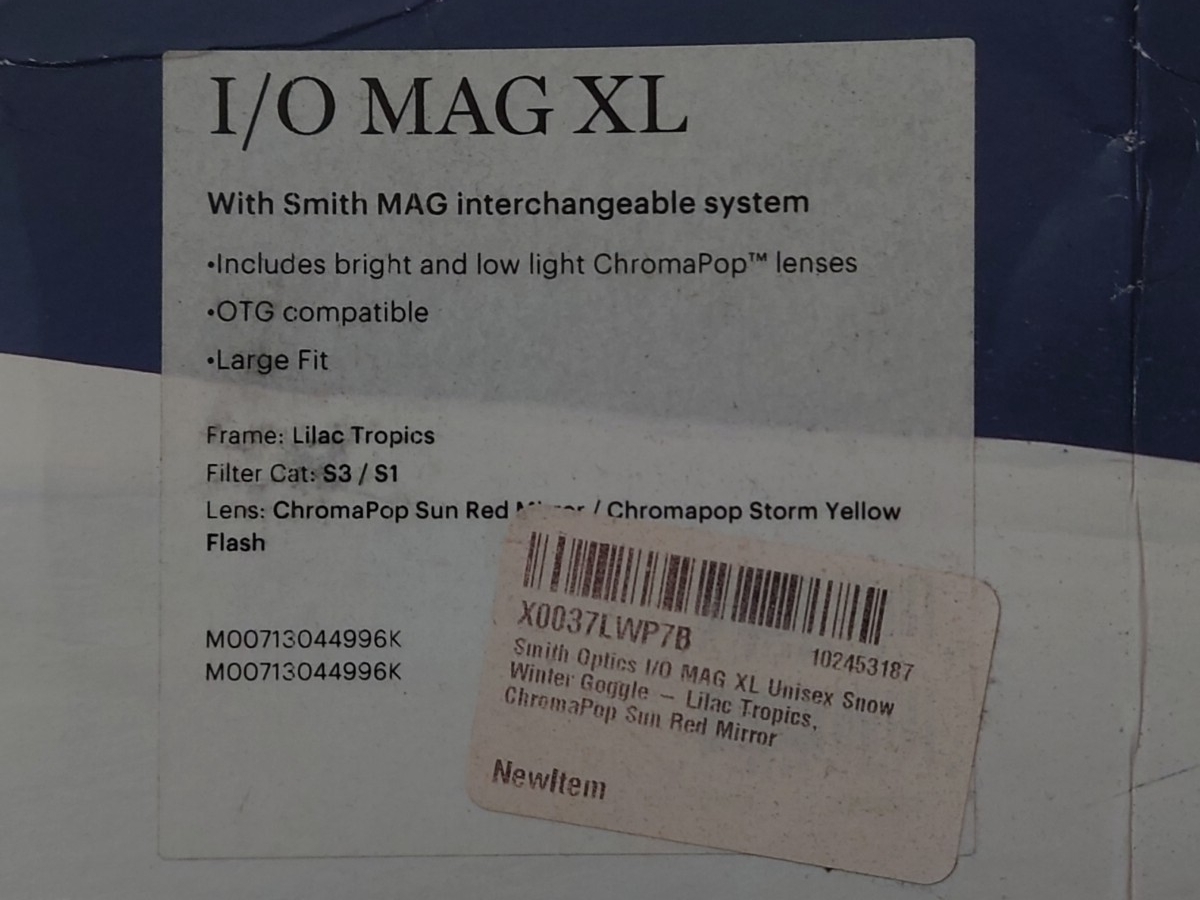 I/O MAG XL
With Smith MAG interchangeable system
•Includes bright and low light ChromaPop™ lenses
•OTG compatible
•Large Fit
Frame: Lilac Tropics
Filter Cat: S3 / S1
Lens: ChromaPop Sun Red / Chromapop Storm Yellow
Flash
M00713044996K
M00713044996K
X0037LWP7B
102453187
Smith Optics I/O MAG XL Unisex Snow
Winter Goggle – Lilac Tropics,
ChromaPop Sun Red Mirror
NewItem